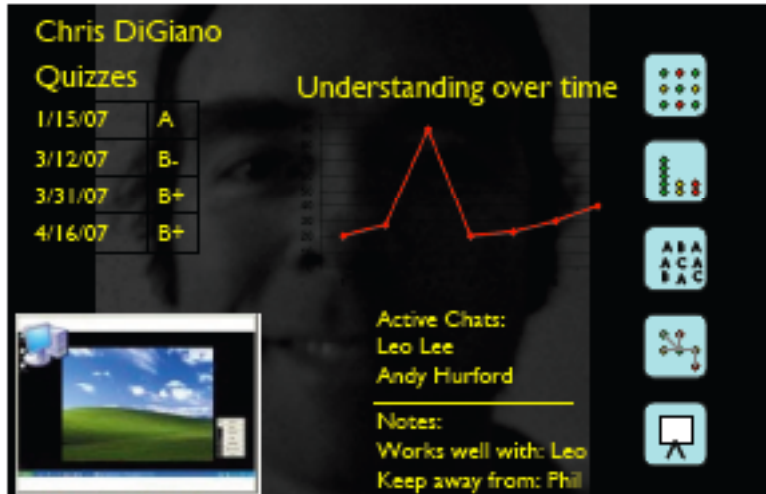 Chris DiGiano
Quizzes
1/15/07 A
3/12/07 B-
3/31/07 B+
4/16/07 B+
Understanding over time
Active Chats:
Leo Lee
Andy Hurford
Notes:
Works well with: Leo
Keep away from: Phil
A B A
A C A
B A C